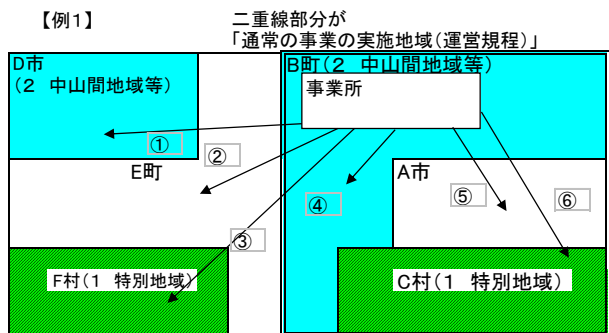 【例1】
二重線部分が
「通常の事業の実施地域(運営規程)」
D市
(2 中山間地域等)
B町(2 中山間地域等)
事業所
①
②
E町
A市
④
⑤
⑥
③
F村(1 特別地域)
C村(1 特別地域)